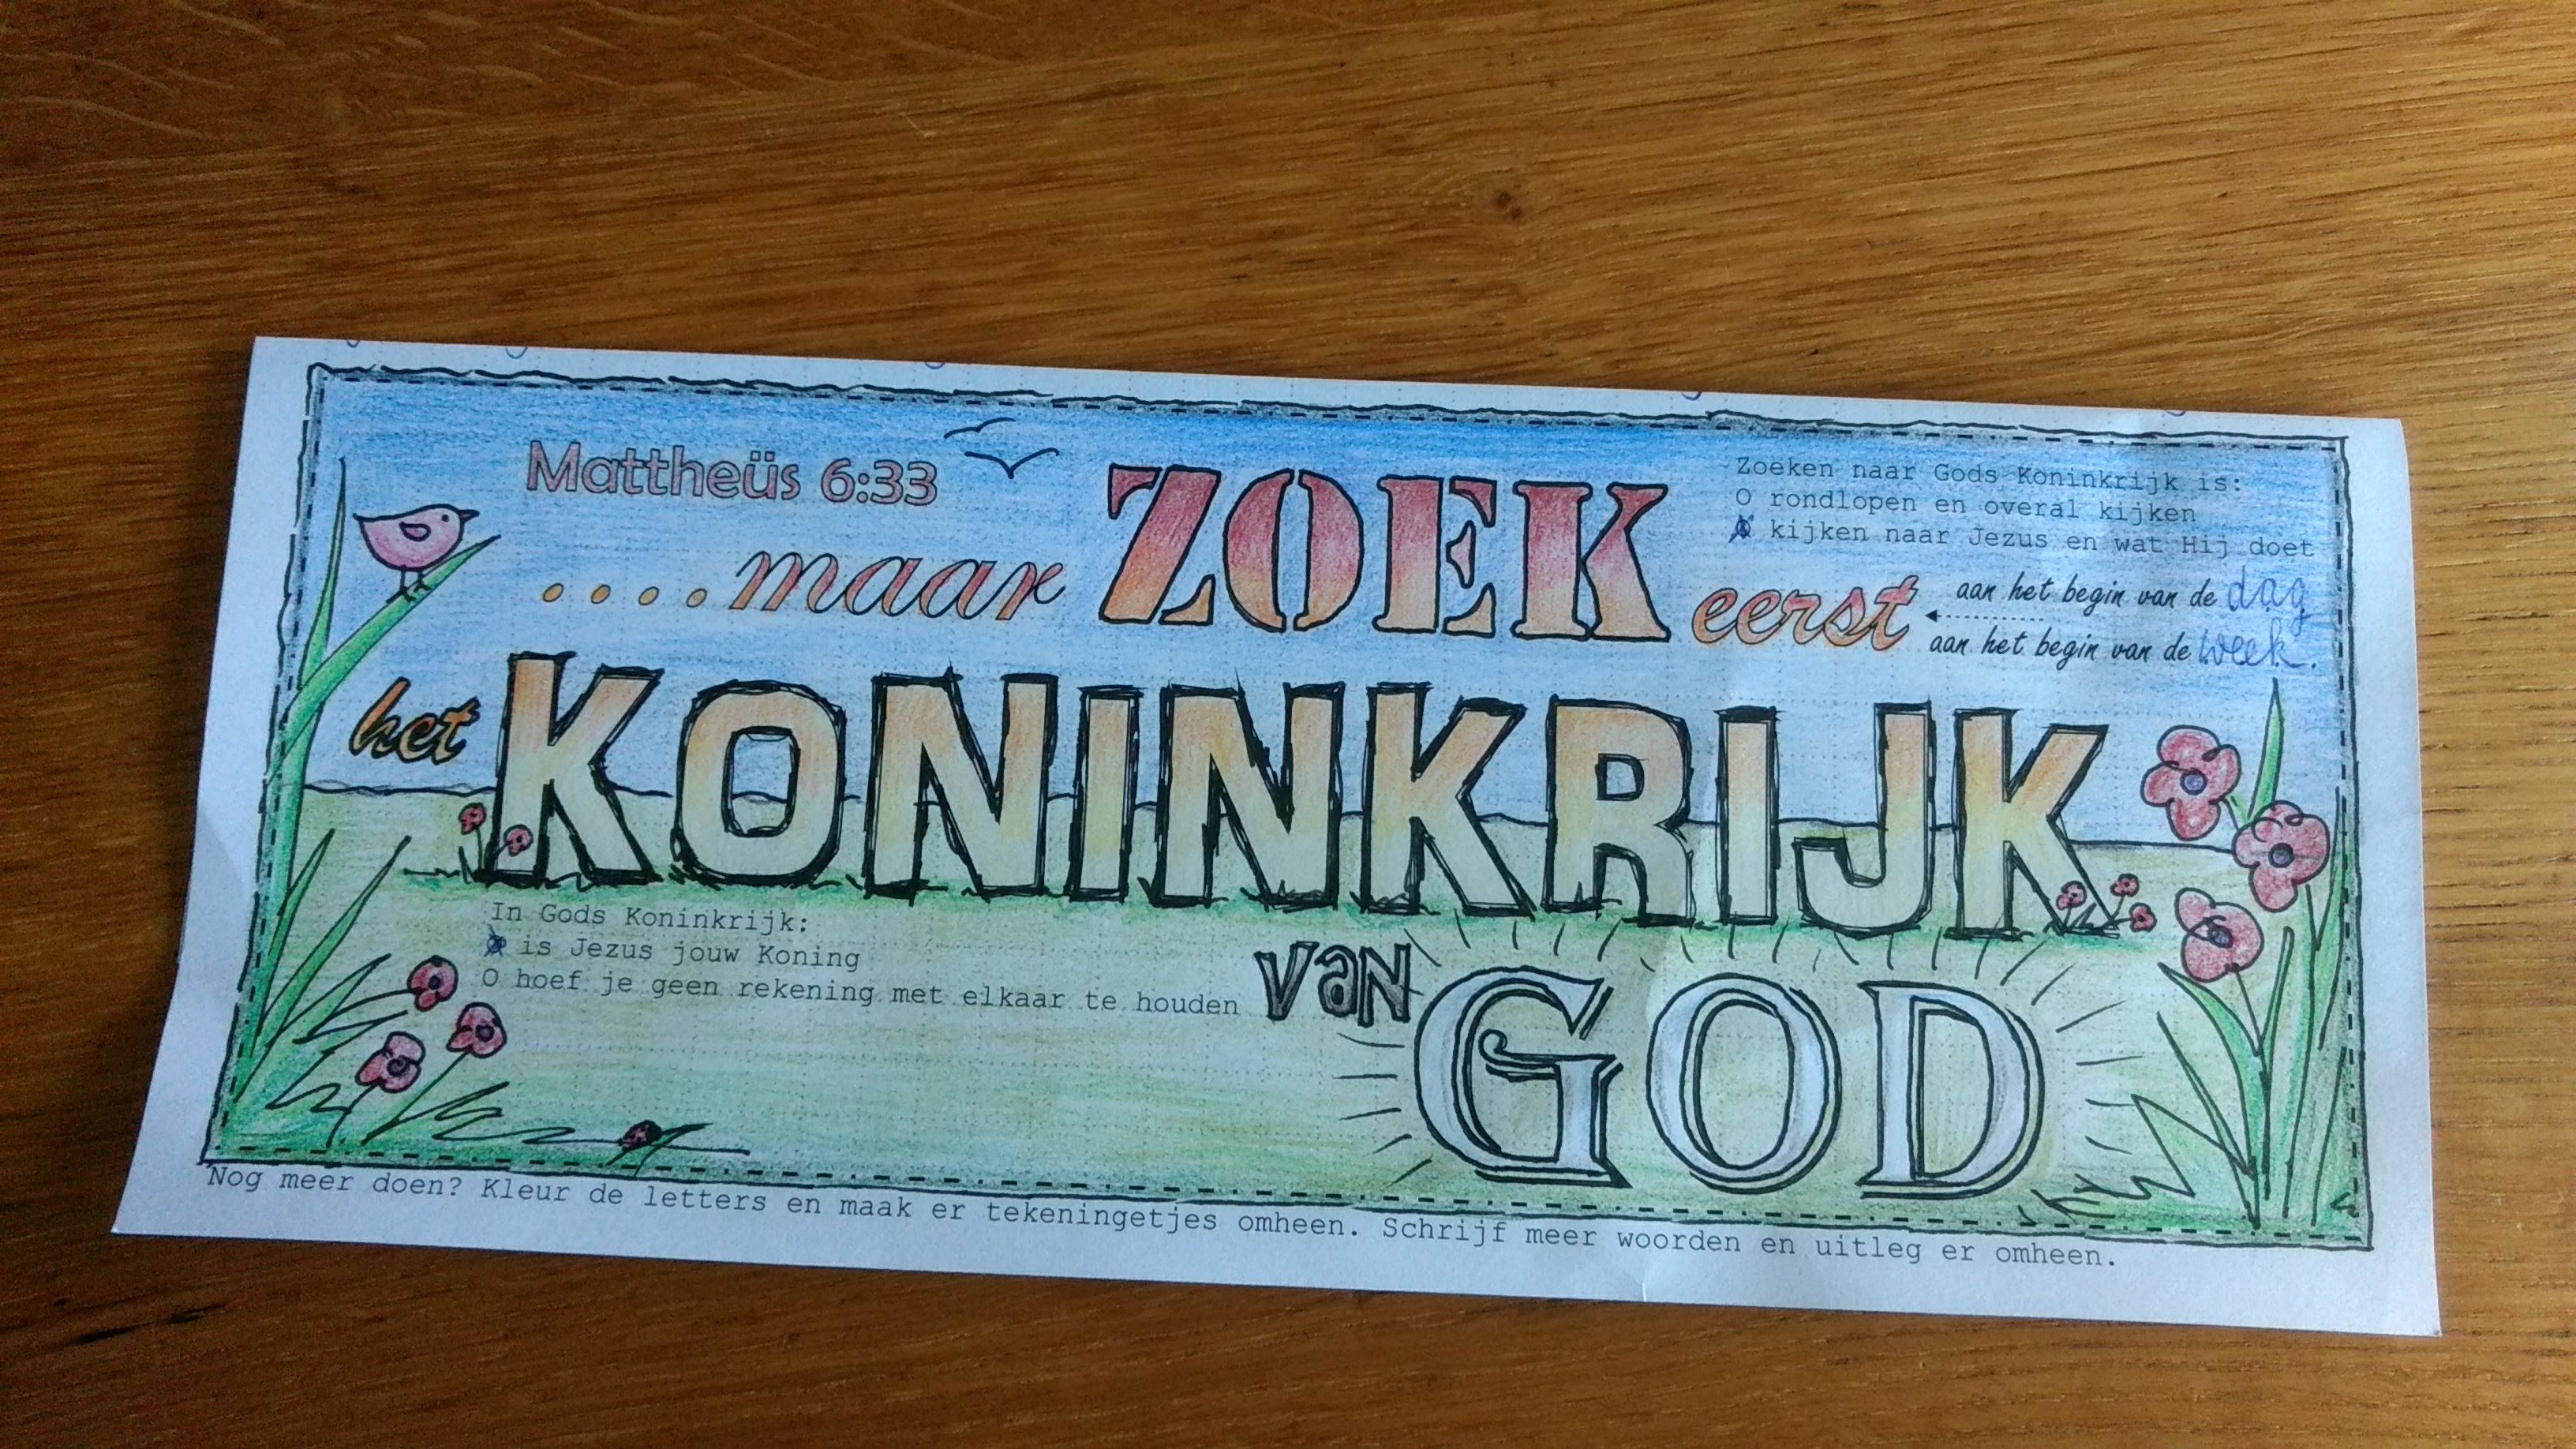 Mattheüs 6:33
....maar ZOEK eerst
Zoeken naar Gods Koninkrijk is:
O rondlopen en overal kijken
O kijken naar Jezus en wat Hij doet
aan het begin van de dag
aan het begin van de week.
het KONINKRIJK
In Gods Koninkrijk:
O is Jezus jouw Koning
O hoef je geen rekening met elkaar te houden
van GOD
Nog meer doen? Kleur de letters en maak er tekeningetjes omheen. Schrijf meer woorden en uitleg er omheen.